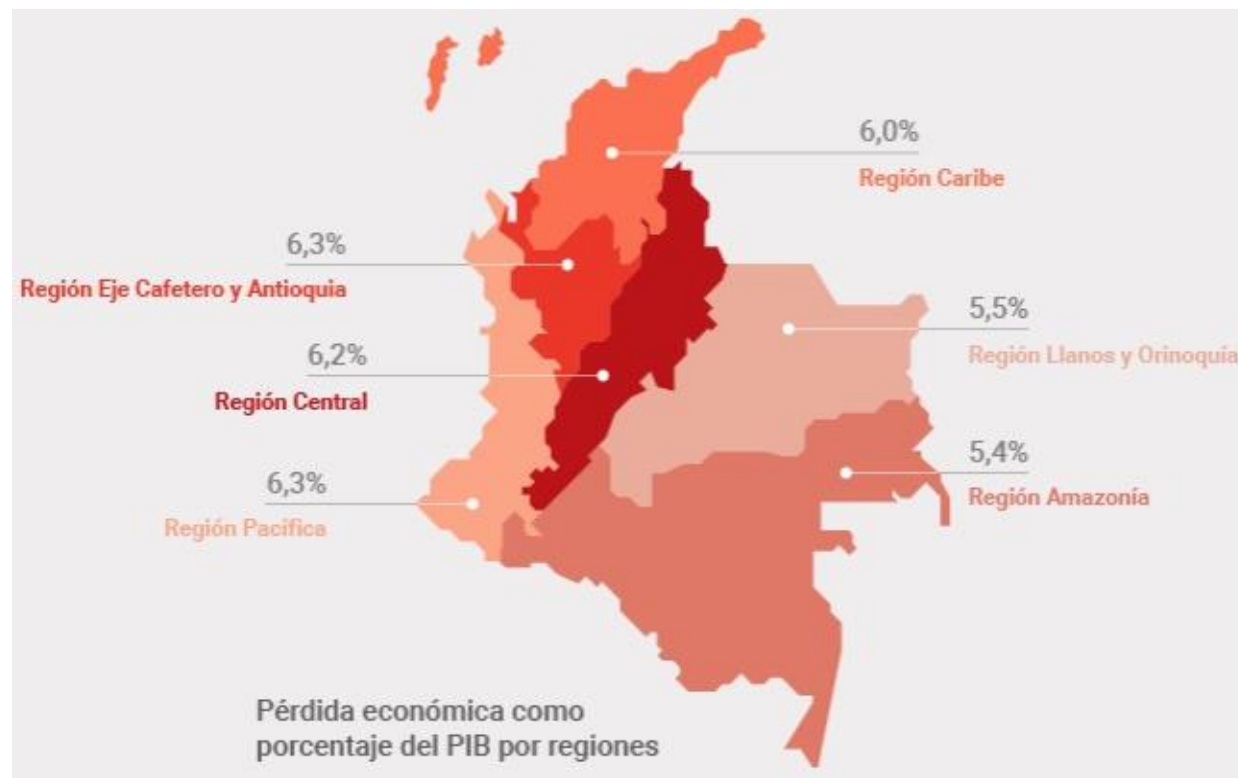 6,0%
Región Caribe
6,3%
Región Eje Cafetero y Antioquia
5,5%
Región Llanos y Orinoquia
6,2%
Región Central
5,4%
Región Amazonía
6,3%
Región Pacífica
Pérdida económica como
porcentaje del PIB por regiones